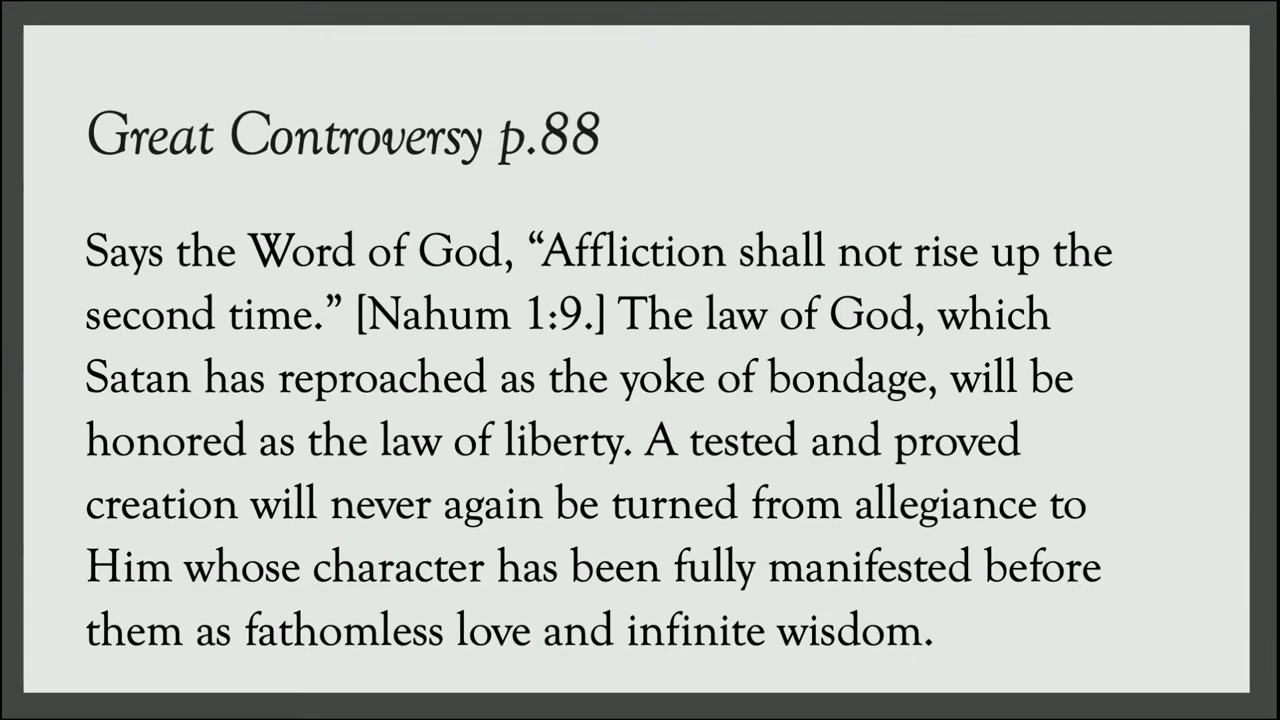 Great Controversy p.88
Says the Word of God, “Affliction shall not rise up the
second time.” [Nahum 1:9.] The law of God, which
Satan has reproached as the yoke of bondage, will be
honored as the law of liberty. A tested and proved
creation will never again be turned from allegiance to
Him whose character has been fully manifested before
them as fathomless love and infinite wisdom.